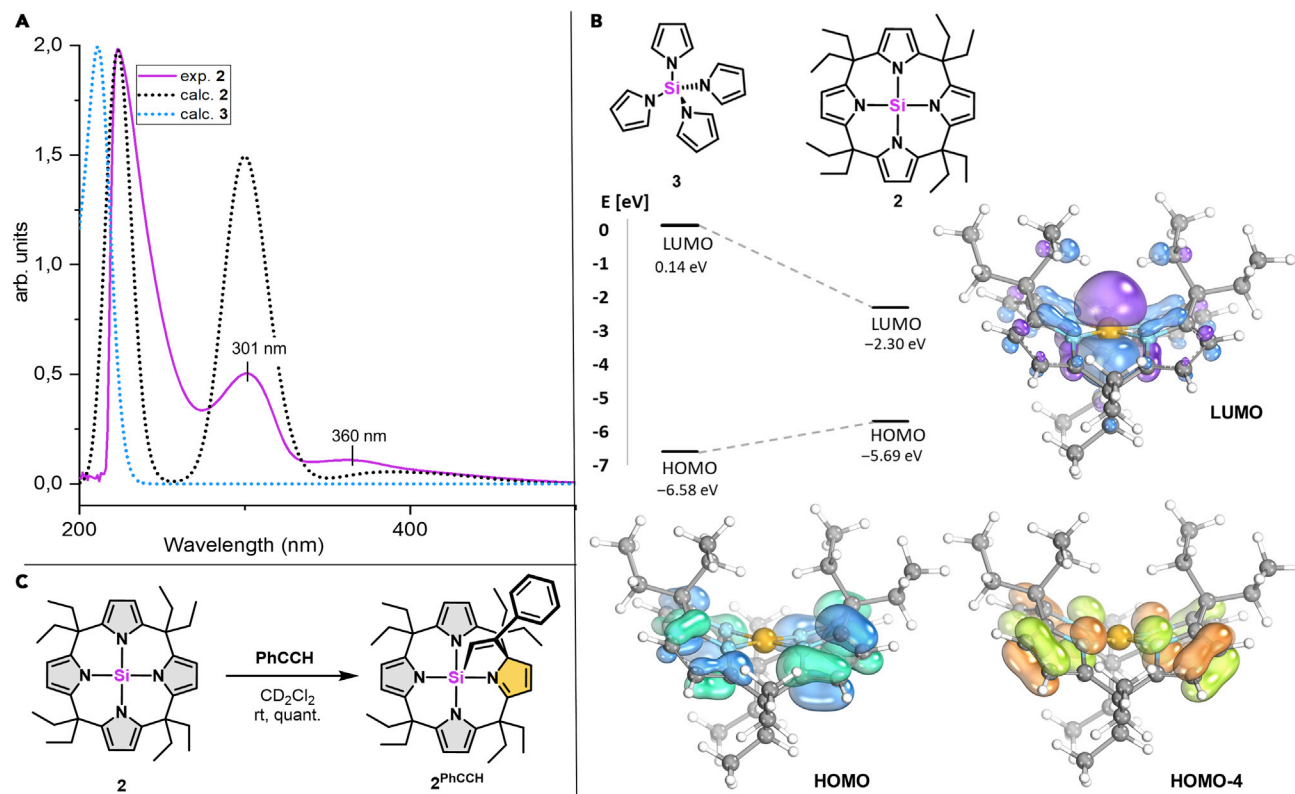 A
2,0
1,5
1,0
0,5
0,0
arb. units
exp. 2
calc. 2
calc. 3
301 nm
360 nm
200
400
Wavelength (nm)
B
N
Si
N
N
N
3
N
N
Si
N
N
2
E [eV]
0
-1
-2
-3
-4
-5
-6
-7
LUMO
0.14 eV
LUMO
−2.30 eV
HOMO
−5.69 eV
HOMO
−6.58 eV
LUMO
HOMO
HOMO-4
C
N
N
Si
N
N
2
PhCCH
CD2Cl2
rt, quant.
N
N
Si
N
N
2PhCCH